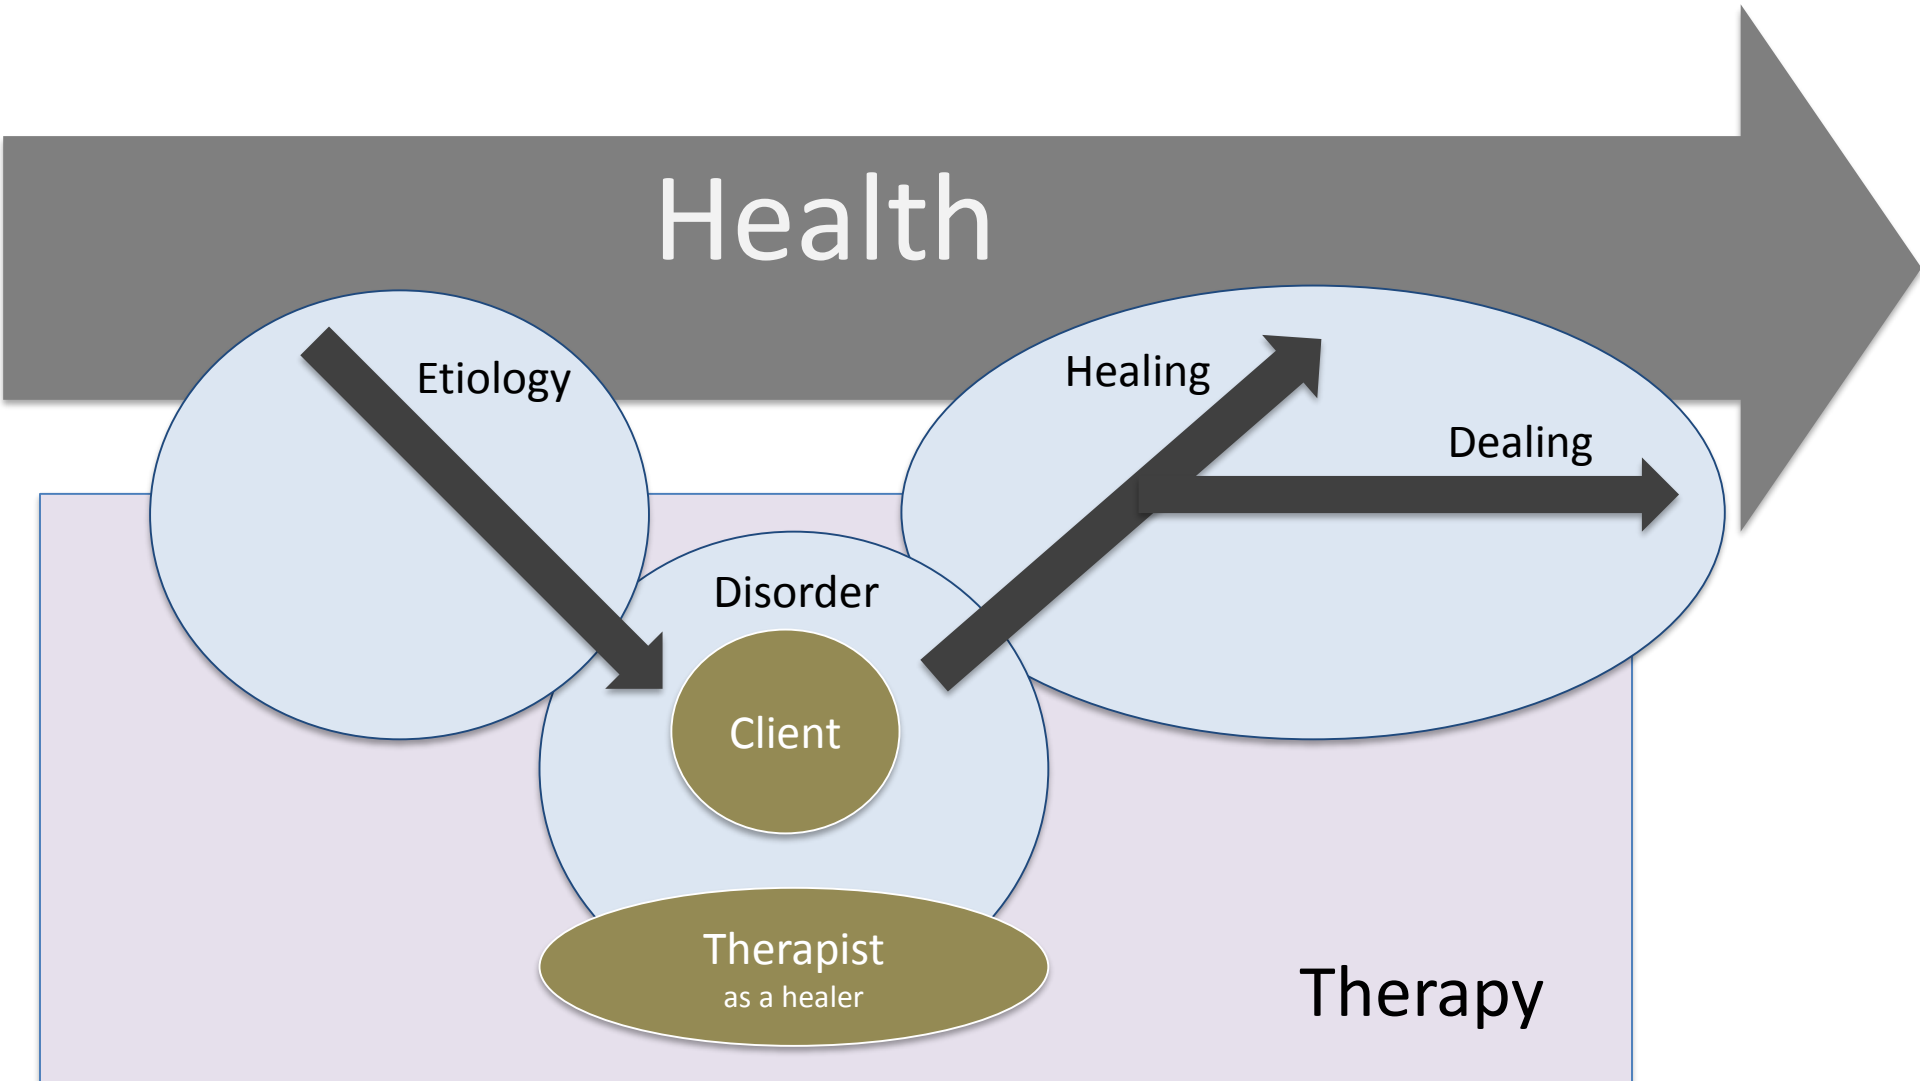 Health
Etiology
Healing
Dealing
Disorder
Client
Therapist
as a healer
Therapy